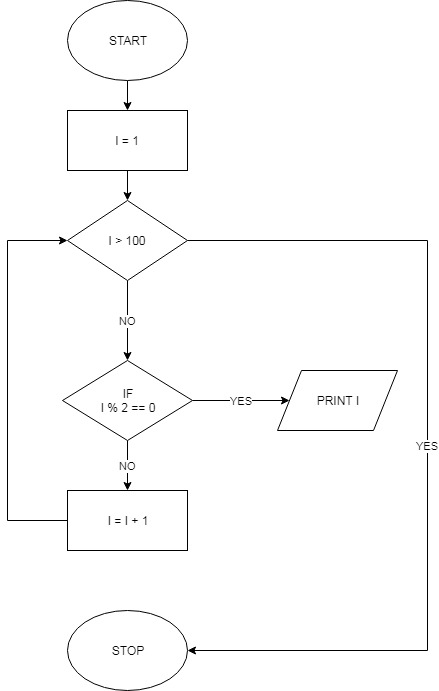 START
I = 1
I > 100
NO
IF
I % 2 == 0
YES
PRINT I
YES
NO
I = I + 1
STOP